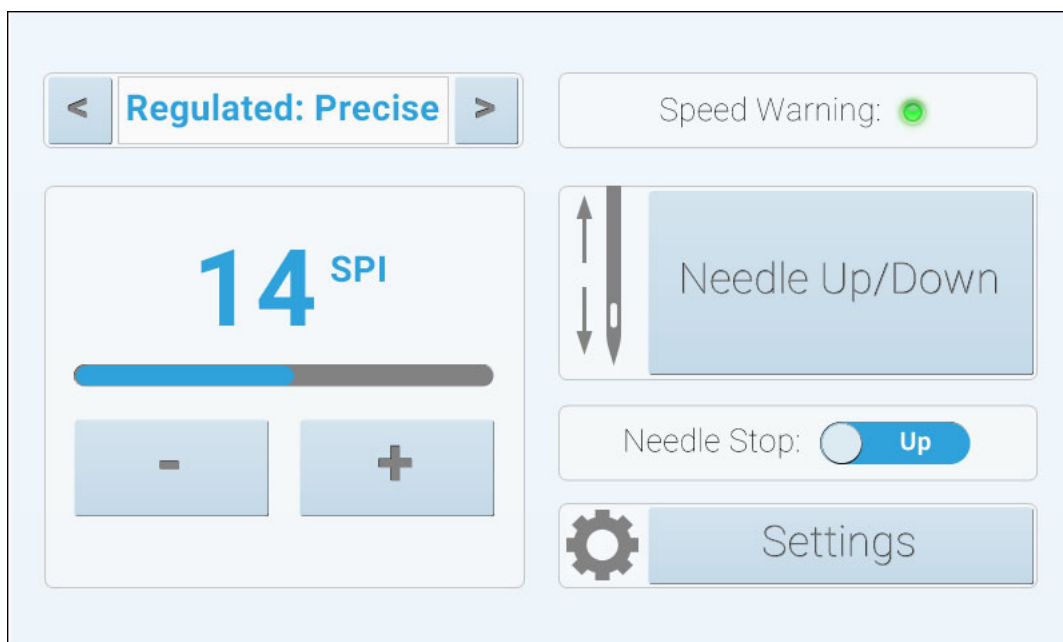 < Regulated: Precise >
Speed Warning:
14 SPI
- +
Needle Up/Down
Needle Stop: Up
Settings